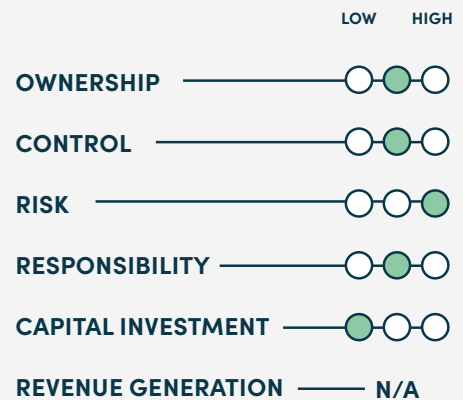 LOW HIGH
OWNERSHIP
CONTROL
RISK
RESPONSIBILITY
CAPITAL INVESTMENT
REVENUE GENERATION N/A